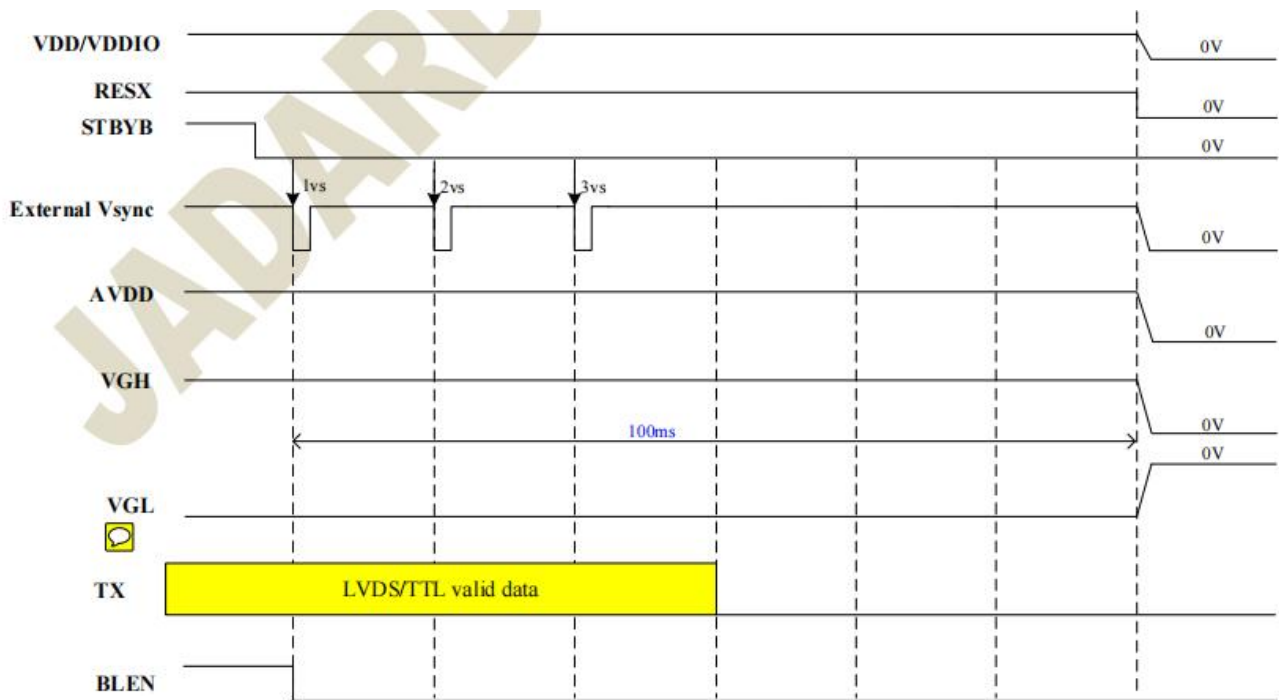 VDD/VDDIO
0V
RESX
0V
STBYB
0V
1vs
2vs
3vs
External Vsync
0V
AVDD
0V
VGH
100ms
0V
0V
VGL
TX
LVDS/TTL valid data
BLEN
JADARD